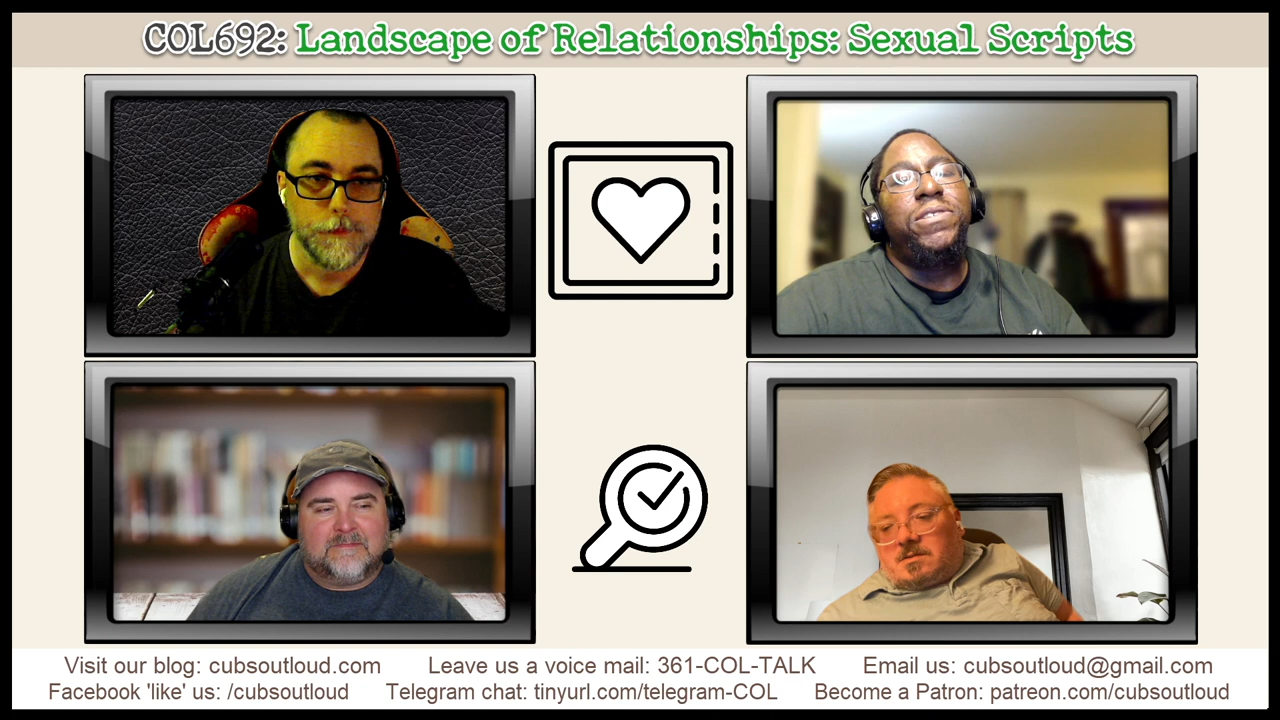 COL692: Landscape of Relationships: Sexual Scripts
Visit our blog: cubsoutloud.com Leave us a voice mail: 361-COL-TALK Email us: cubsoutloud@gmail.com
Facebook 'like' us: /cubsoutloud Telegram chat: tinyurl.com/telegram-COL Become a Patron: patreon.com/cubsoutloud